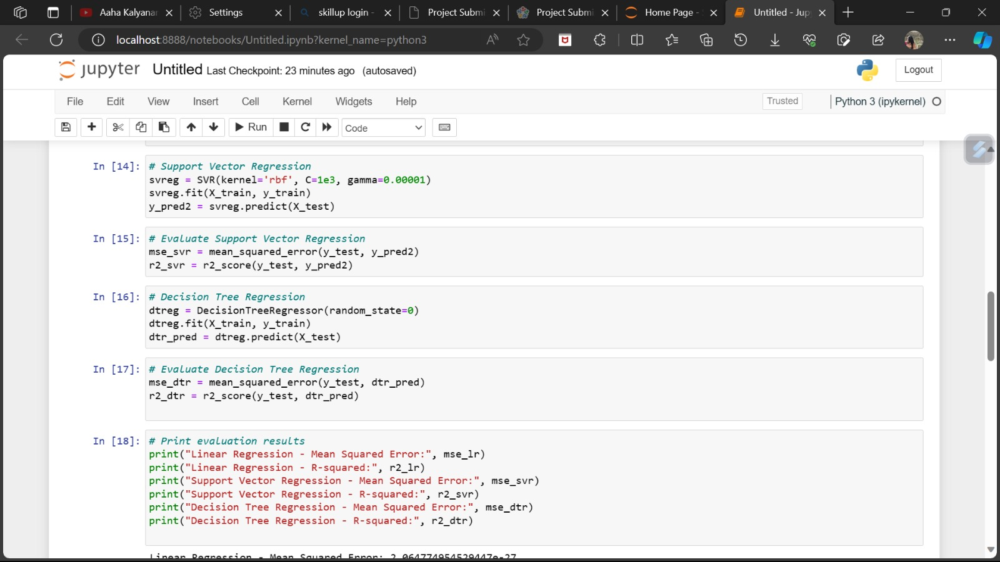 Aaha Kalyanar
Settings
skillup login -
Project Submi
Project Submi
Home Page -
Untitled - Jup
localhost:8888/notebooks/Untitled.ipynb?kernel_name=python3
jupyter Untitled Last Checkpoint: 23 minutes ago (autosaved)
Logout
File Edit View Insert Cell Kernel Widgets Help
Trusted
Python 3 (ipykernel)
Run
Code
In [14]:
# Support Vector Regression
svreg = SVR(kernel='rbf', C=1e3, gamma=0.00001)
svreg.fit(X_train, y_train)
y_pred2 = svreg.predict(X_test)
In [15]:
# Evaluate Support Vector Regression
mse_svr = mean_squared_error(y_test, y_pred2)
r2_svr = r2_score(y_test, y_pred2)
In [16]:
# Decision Tree Regression
dtreg = DecisionTreeRegressor(random_state=0)
dtreg.fit(X_train, y_train)
dtr_pred = dtreg.predict(X_test)
In [17]:
# Evaluate Decision Tree Regression
mse_dtr = mean_squared_error(y_test, dtr_pred)
r2_dtr = r2_score(y_test, dtr_pred)
In [18]:
# Print evaluation results
print("Linear Regression - Mean Squared Error:", mse_lr)
print("Linear Regression - R-squared:", r2_lr)
print("Support Vector Regression - Mean Squared Error:", mse_svr)
print("Support Vector Regression - R-squared:", r2_svr)
print("Decision Tree Regression - Mean Squared Error:", mse_dtr)
print("Decision Tree Regression - R-squared:", r2_dtr)
Linear Regression - Mean Squared Error: 2.064774954529447e-27